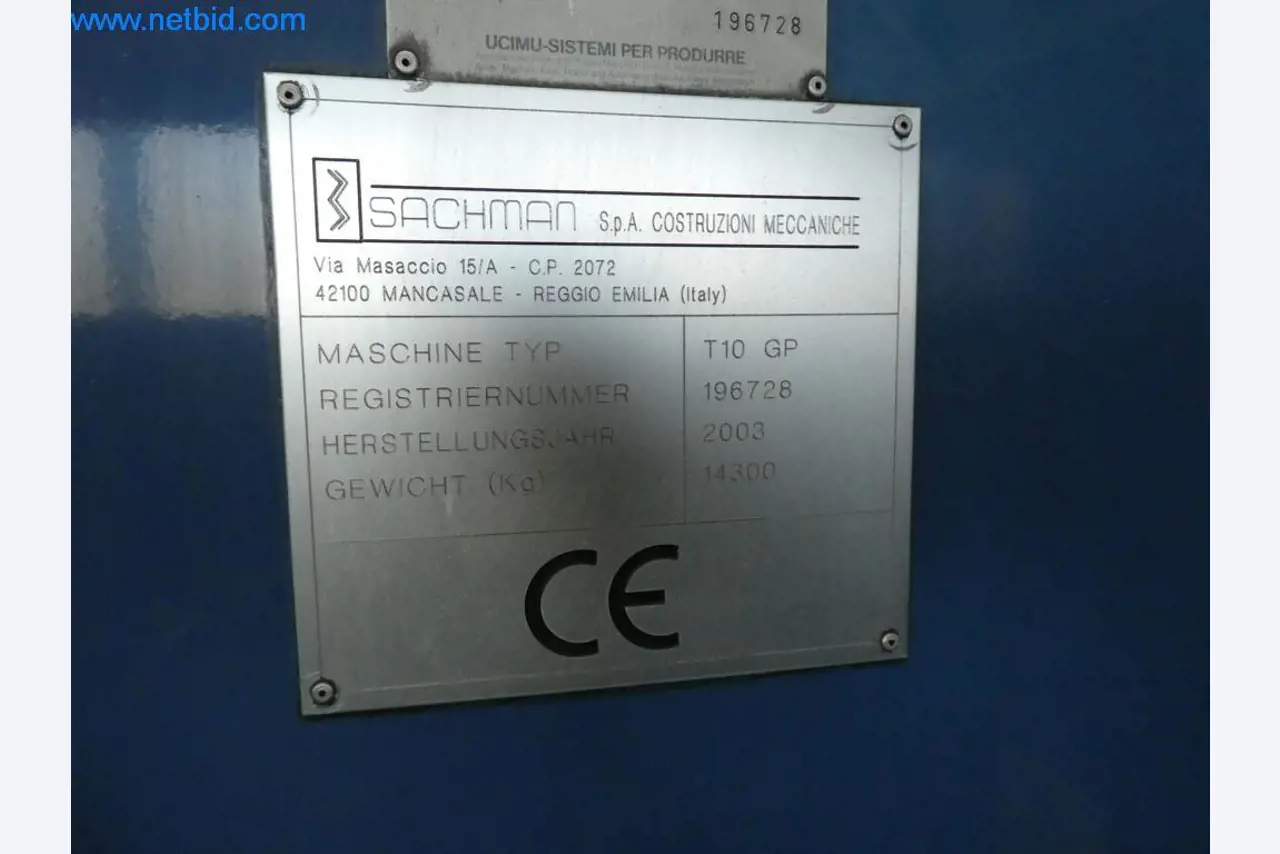 www.netbid.com
196728
UCIMU-SISTEMI PER PRODURRE
SACHMAN S.p.A. COSTRUZIONI MECCANICHE
Via Masaccio 15/A - C.P. 2072
42100 MANCASALE - REGGIO EMILIA (Italy)
MASCHINE TYP T10 GP
REGISTRIERNUMMER 196728
HERSTELLUNGSJAHR 2003
GEWICHT (Kg) 14300
CE